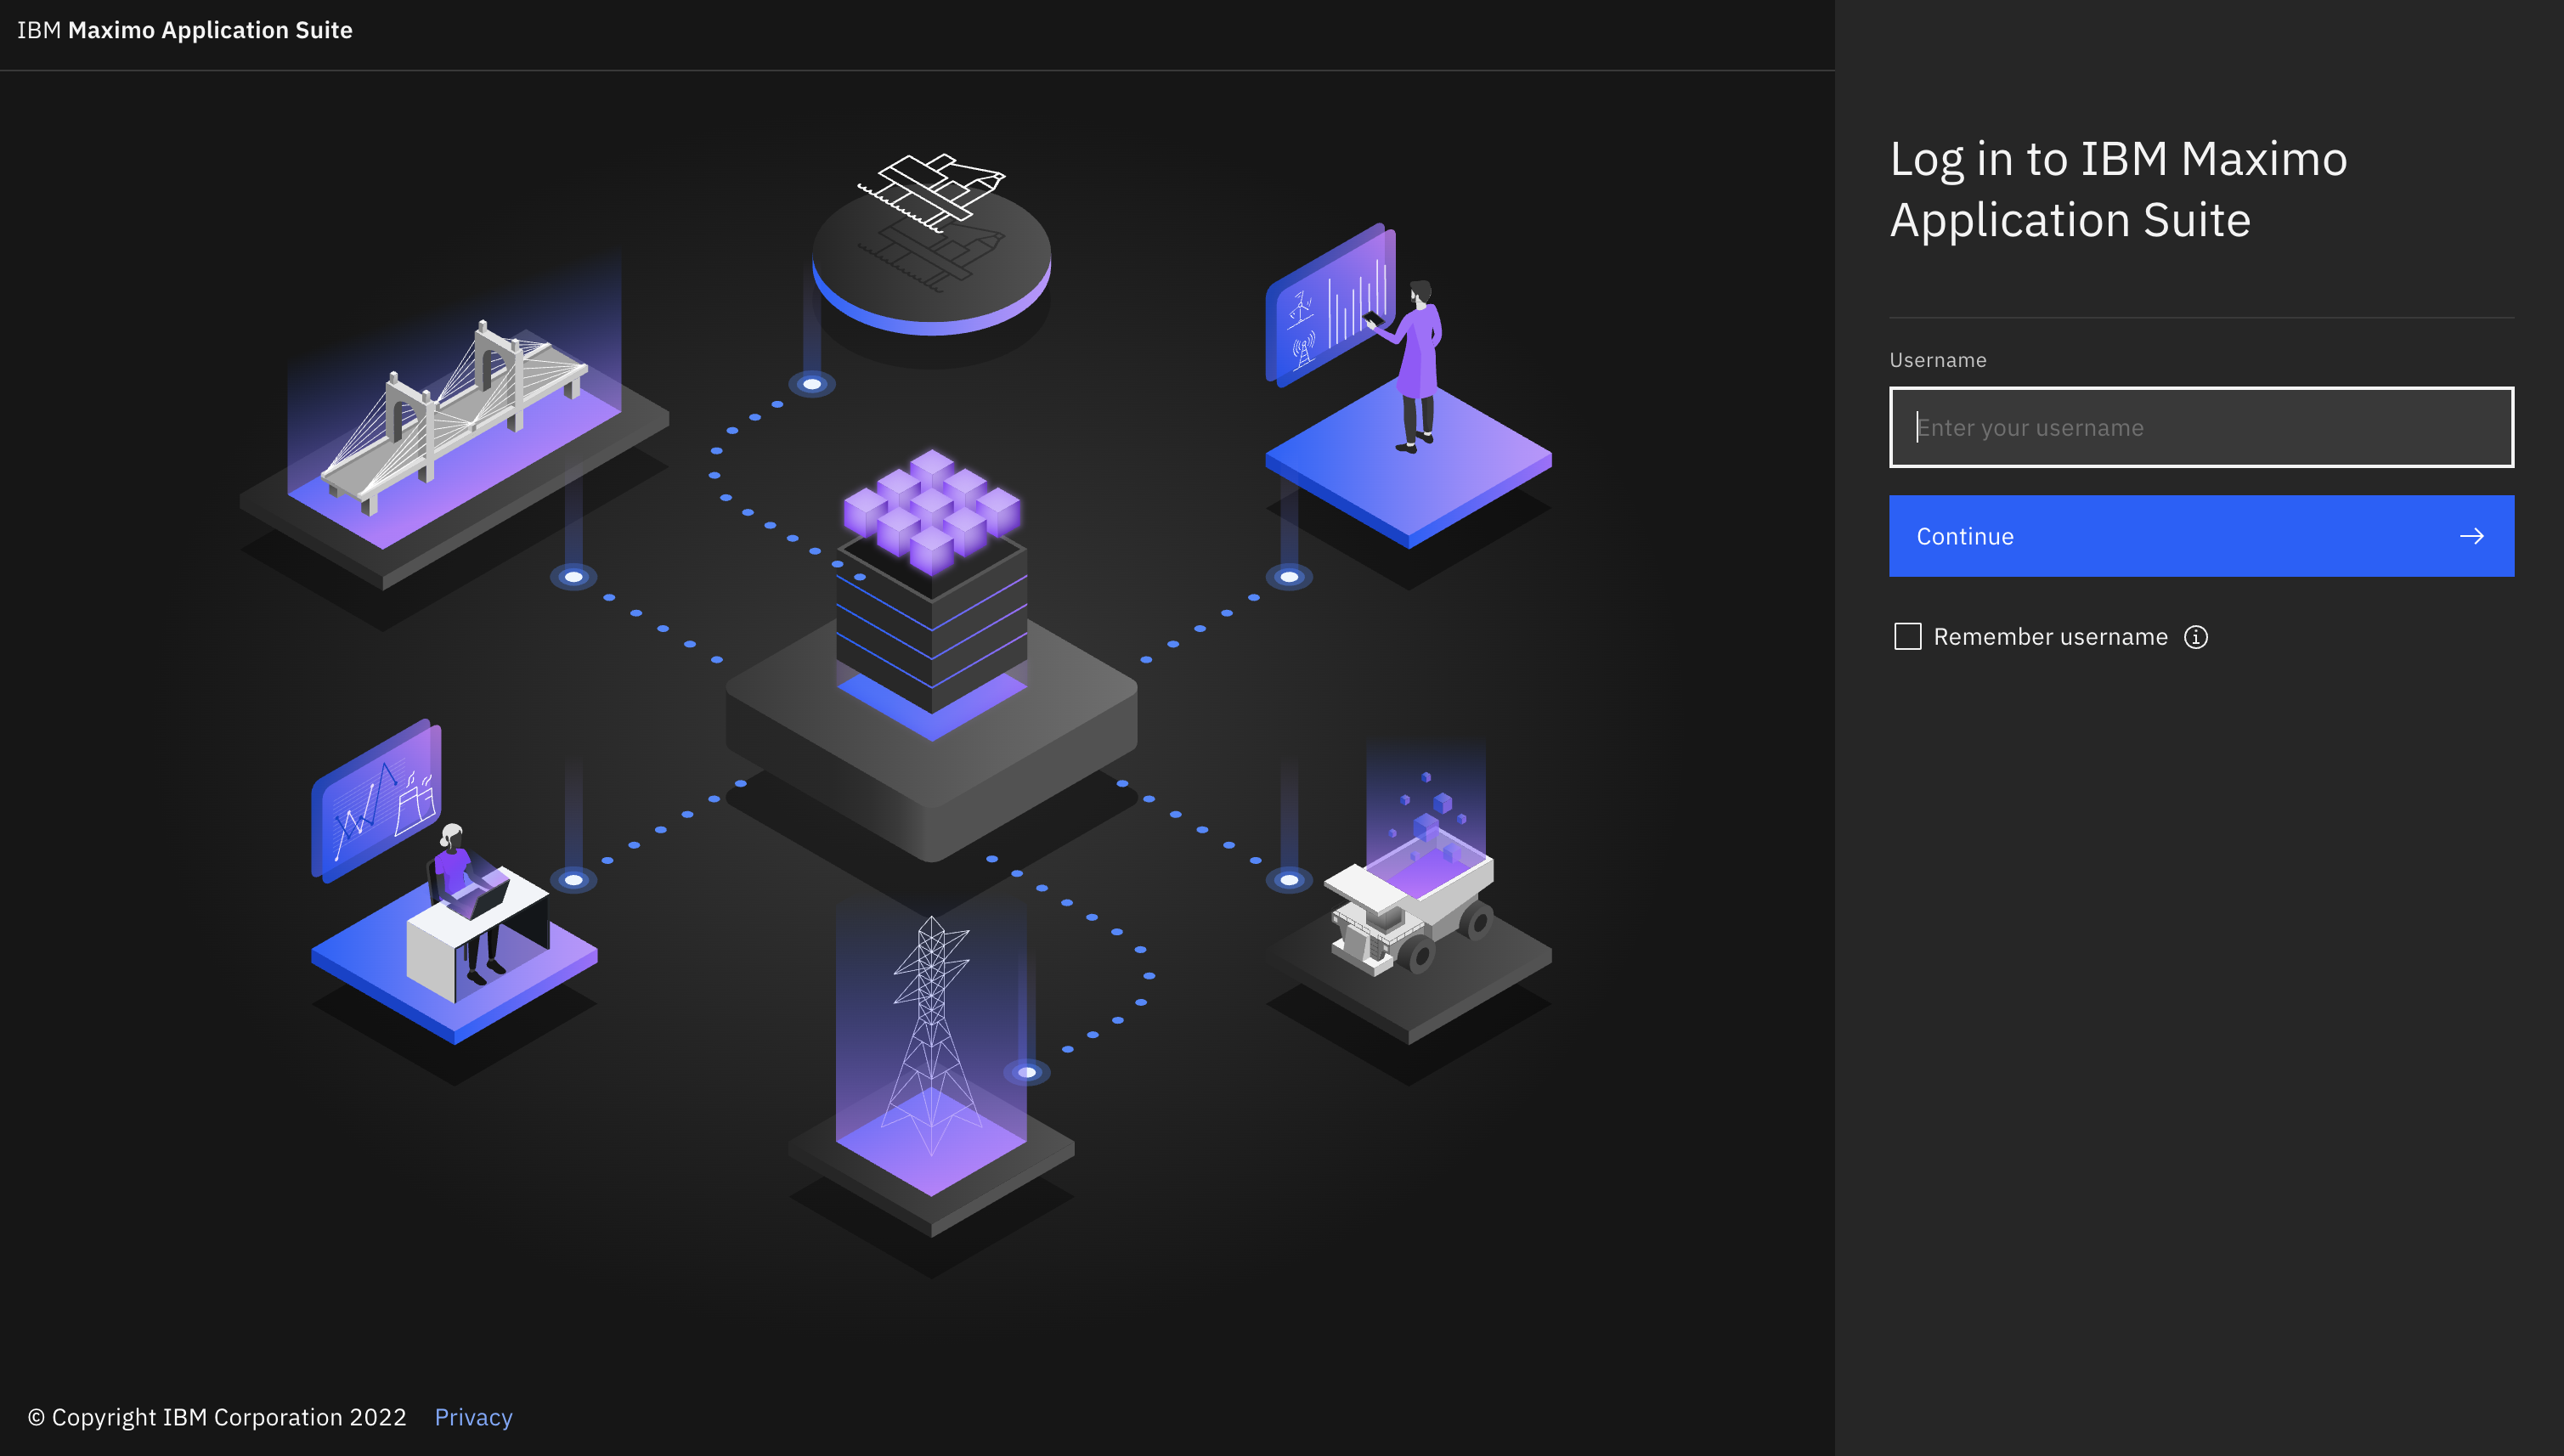 IBM Maximo Application Suite
Log in to IBM Maximo
Application Suite
Username
Enter your username
Continue
Remember username
© Copyright IBM Corporation 2022 Privacy